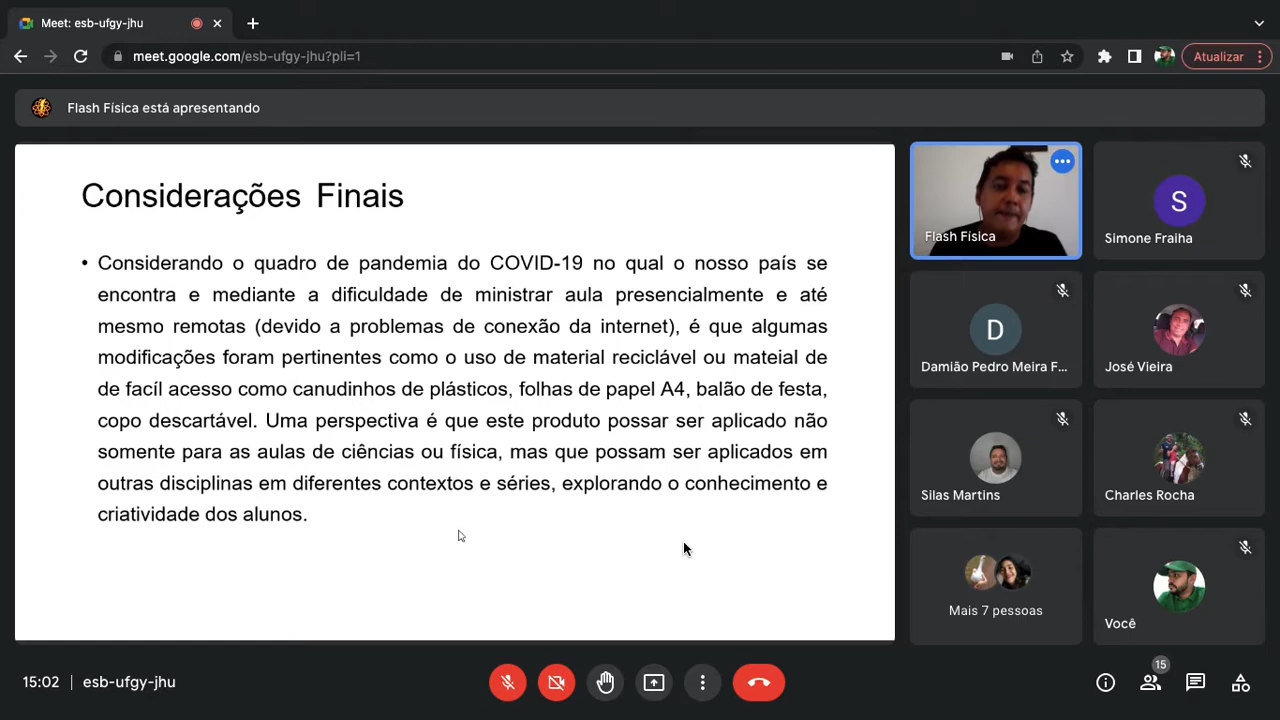 Meet: esb-ufgy-jhu
meet.google.com/esb-ufgy-jhu?pli=1
Atualizar
Flash Física está apresentando
Considerações Finais
• Considerando o quadro de pandemia do COVID-19 no qual o nosso país se
encontra e mediante a dificuldade de ministrar aula presencialmente e até
mesmo remotas (devido a problemas de conexão da internet), é que algumas
modificações foram pertinentes como o uso de material reciclável ou mateial de
de facíl acesso como canudinhos de plásticos, folhas de papel A4, balão de festa,
copo descartável. Uma perspectiva é que este produto possar ser aplicado não
somente para as aulas de ciências ou física, mas que possam ser aplicados em
outras disciplinas em diferentes contextos e séries, explorando o conhecimento e
criatividade dos alunos.
Flash Física
S
Simone Fraiha
D
Damião Pedro Meira F...
José Vieira
Silas Martins
Charles Rocha
Mais 7 pessoas
Você
15:02 | esb-ufgy-jhu
15